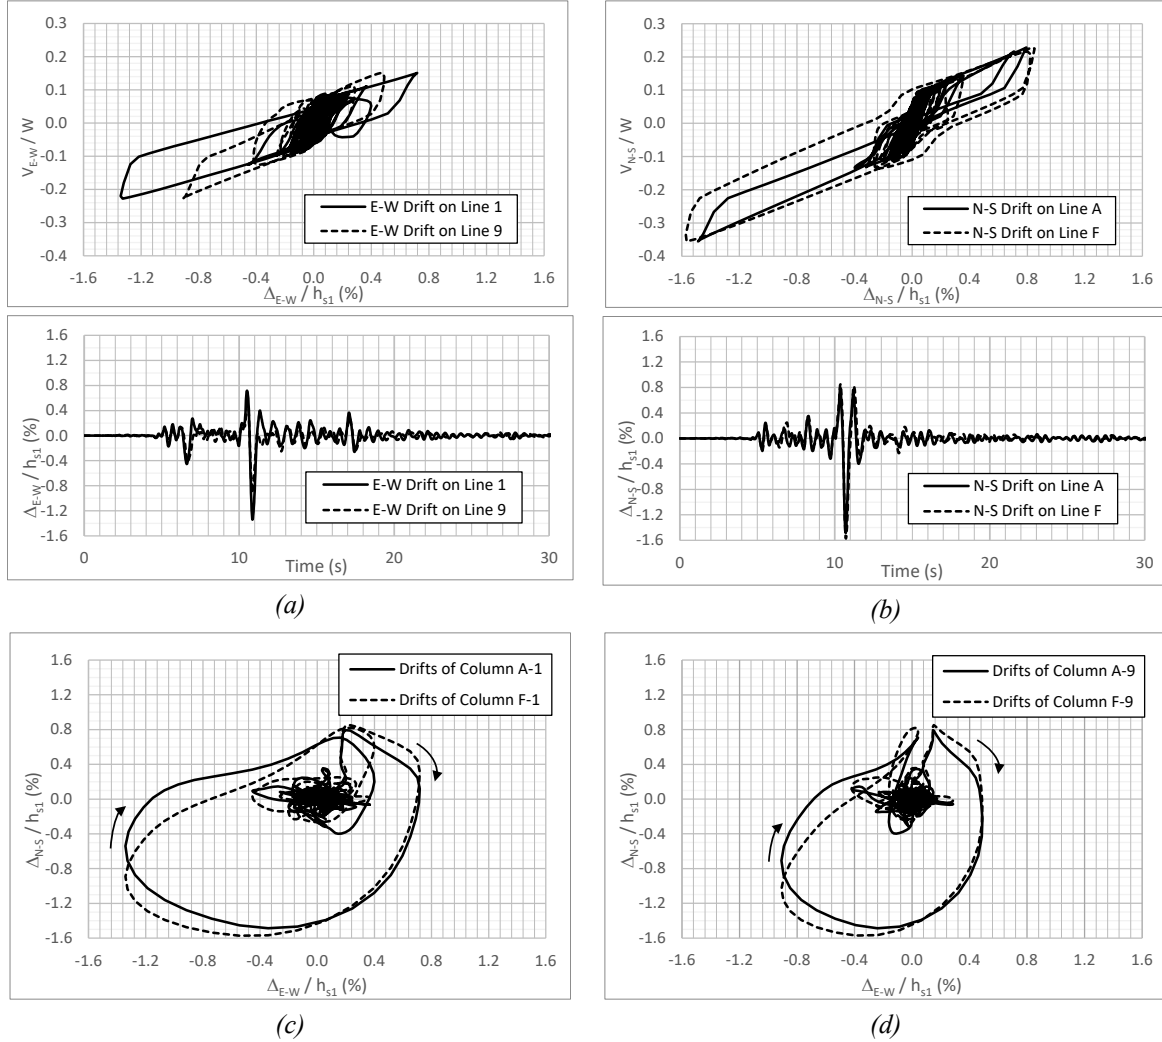 0.3
0.2
0.1
0.0
-0.1
-0.2
-0.3
-0.4
V_E-W / W
-1.6 -1.2 -0.8 -0.4 0.0 0.4 0.8 1.2 1.6
Δ_E-W / h_s1 (%)
E-W Drift on Line 1
E-W Drift on Line 9
0.3
0.2
0.1
0.0
-0.1
-0.2
-0.3
-0.4
V_N-S / W
-1.6 -1.2 -0.8 -0.4 0.0 0.4 0.8 1.2 1.6
Δ_N-S / h_s1 (%)
N-S Drift on Line A
N-S Drift on Line F
1.6
1.2
0.8
0.4
0.0
-0.4
-0.8
-1.2
-1.6
Δ_E-W / h_s1 (%)
0 10 20 30
Time (s)
E-W Drift on Line 1
E-W Drift on Line 9
(a)
1.6
1.2
0.8
0.4
0.0
-0.4
-0.8
-1.2
-1.6
Δ_N-S / h_s1 (%)
0 10 20 30
Time (s)
N-S Drift on Line A
N-S Drift on Line F
(b)
1.6
1.2
0.8
0.4
0.0
-0.4
-0.8
-1.2
-1.6
Δ_N-S / h_s1 (%)
-1.6 -1.2 -0.8 -0.4 0.0 0.4 0.8 1.2 1.6
Δ_E-W / h_s1 (%)
Drifts of Column A-1
Drifts of Column F-1
(c)
1.6
1.2
0.8
0.4
0.0
-0.4
-0.8
-1.2
-1.6
Δ_N-S / h_s1 (%)
-1.6 -1.2 -0.8 -0.4 0.0 0.4 0.8 1.2 1.6
Δ_E-W / h_s1 (%)
Drifts of Column A-9
Drifts of Column F-9
(d)